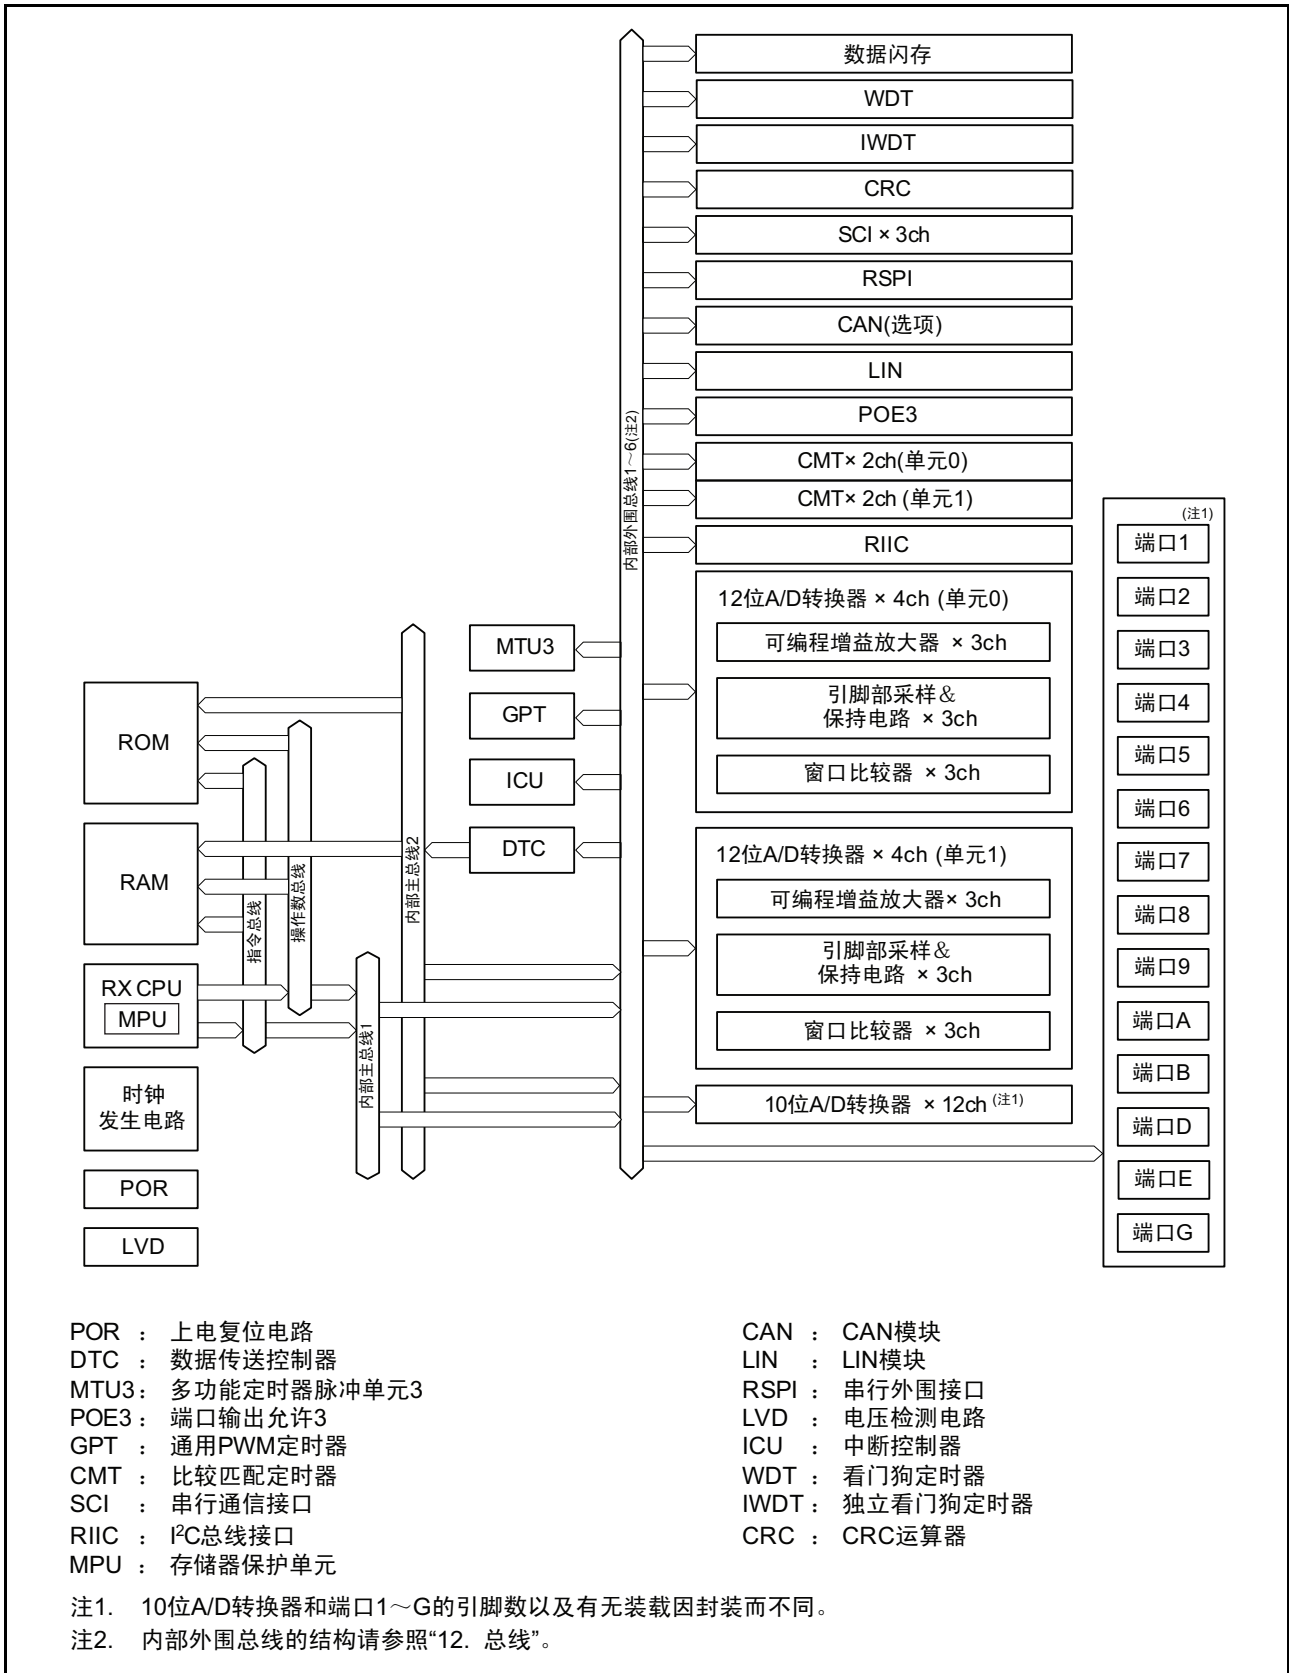 数据闪存
WDT
IWDT
CRC
SCI × 3ch
RSPI
CAN(选项)
LIN
POE3
CMT× 2ch(单元0)
CMT× 2ch (单元1)
RIIC
12位A/D转换器 × 4ch (单元0)
可编程增益放大器 × 3ch
引脚部采样&
保持电路 × 3ch
窗口比较器 × 3ch
12位A/D转换器 × 4ch (单元1)
可编程增益放大器× 3ch
引脚部采样&
保持电路 × 3ch
窗口比较器 × 3ch
10位A/D转换器 × 12ch (注1)
内部外围总线1～6(注2)
MTU3
GPT
ICU
DTC
内部主总线2
内部主总线1
操作数总线
指令总线
ROM
RAM
RX CPU
MPU
时钟
发生电路
POR
LVD
(注1)
端口1
端口2
端口3
端口4
端口5
端口6
端口7
端口8
端口9
端口A
端口B
端口D
端口E
端口G
POR ： 上电复位电路
DTC ： 数据传送控制器
MTU3： 多功能定时器脉冲单元3
POE3： 端口输出允许3
GPT ： 通用PWM定时器
CMT ： 比较匹配定时器
SCI ： 串行通信接口
RIIC ： I²C总线接口
MPU ： 存储器保护单元
CAN ： CAN模块
LIN ： LIN模块
RSPI ： 串行外围接口
LVD ： 电压检测电路
ICU ： 中断控制器
WDT ： 看门狗定时器
IWDT： 独立看门狗定时器
CRC ： CRC运算器
注1. 10位A/D转换器和端口1～G的引脚数以及有无装载因封装而不同。
注2. 内部外围总线的结构请参照“12. 总线”。